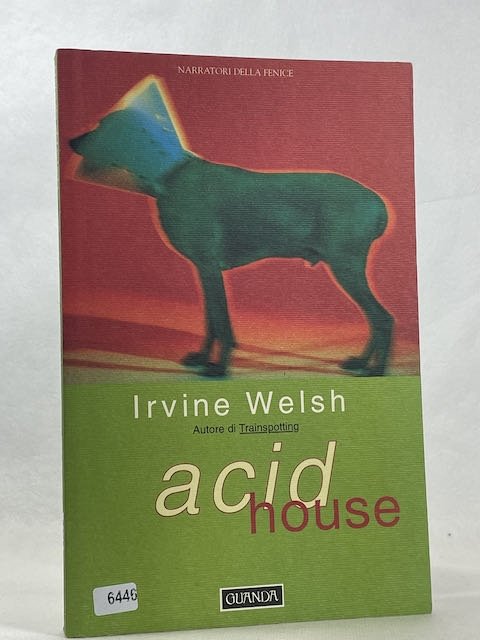 NARRATORI DELLA FENICE
Irvine Welsh
Autore di Trainspotting
acid
house
6446
GUANDA